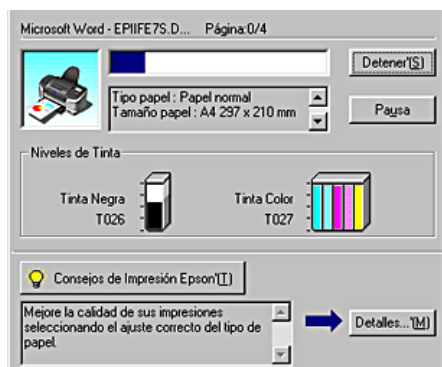 Microsoft Word - EPIIFE7S.D... Página:0/4
Detener'(S)
Tipo papel : Papel normal
Tamaño papel : A4 297 x 210 mm
Pausa
Niveles de Tinta
Tinta Negra
T026
Tinta Color
T027
Consejos de Impresión Epson'(T)
Mejore la calidad de sus impresiones
seleccionando el ajuste correcto del tipo de
papel.
Detalles...'(M)